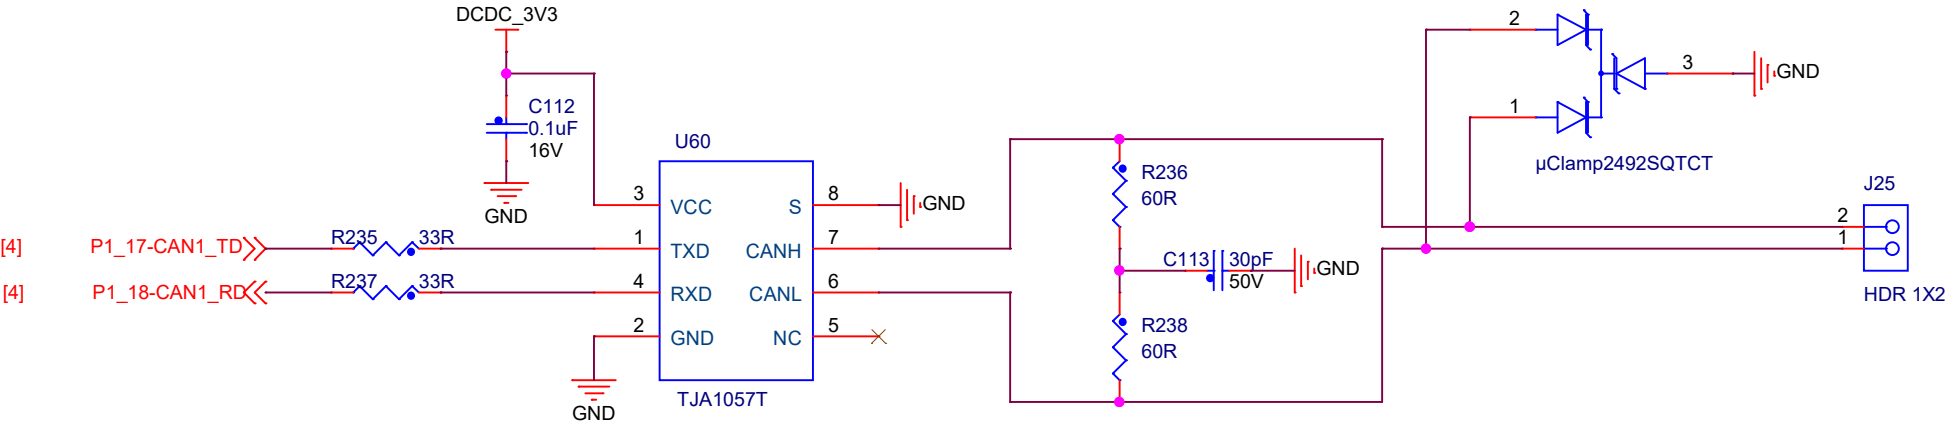 DCDC_3V3
2
3
GND
C112
0.1uF
16V
1
U60
µClamp2492SQTCT
R236
60R
J25
GND
3
VCC
S
8
GND
2
[4]
P1_17-CAN1_TD
R235
33R
1
TXD
CANH
7
1
C113
30pF
50V
GND
[4]
P1_18-CAN1_RD
R237
33R
4
RXD
CANL
6
HDR 1X2
2
GND
NC
5
R238
60R
TJA1057T
GND